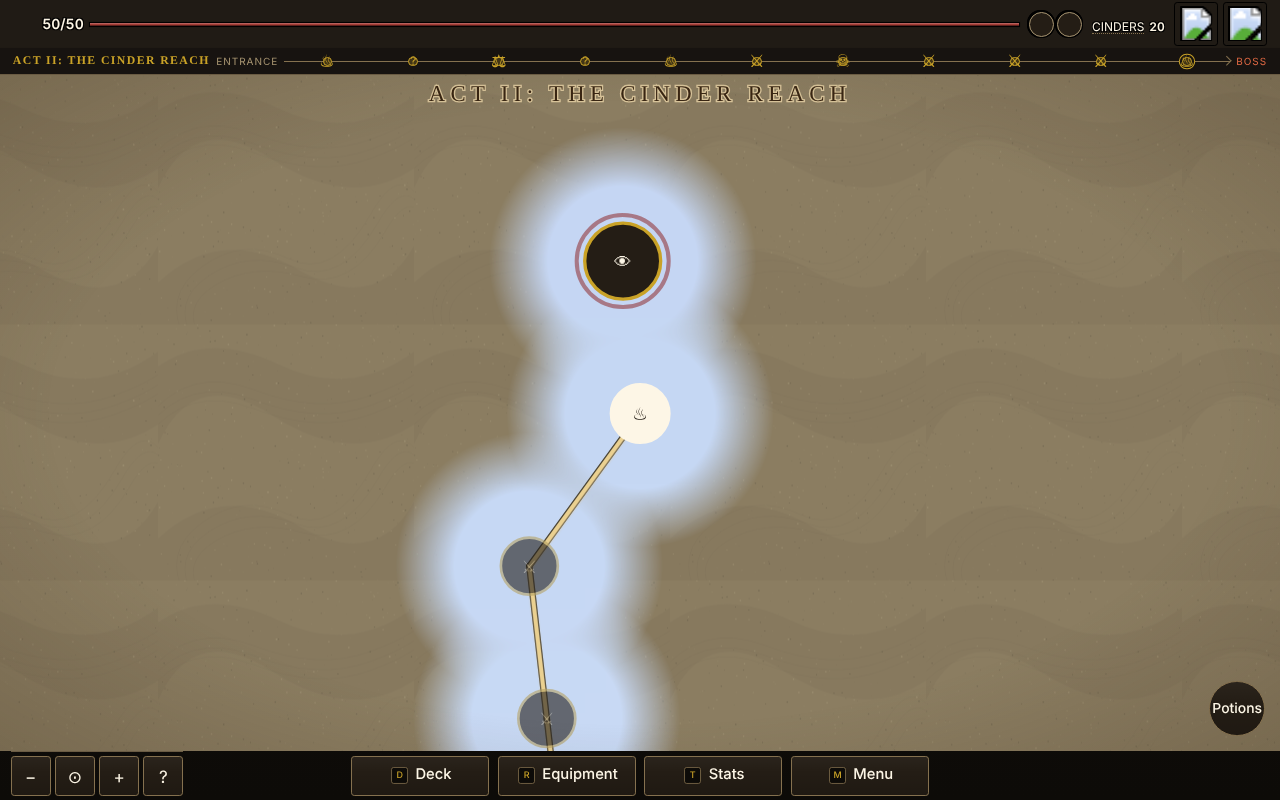 50/50
CINDERS 20
ACT II: THE CINDER REACH ENTRANCE BOSS
ACT II: THE CINDER REACH
Potions
− + ? D Deck R Equipment T Stats M Menu